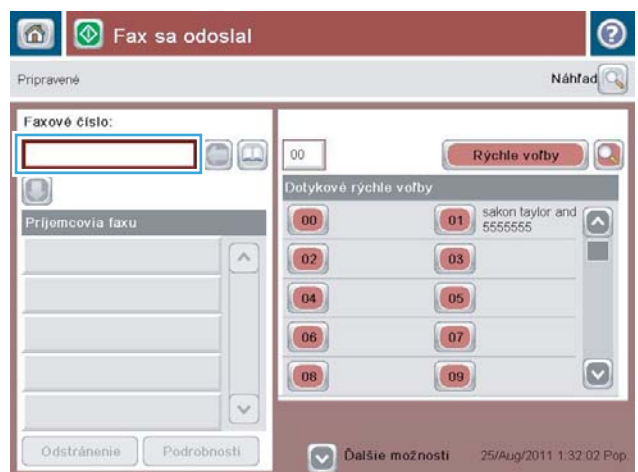 Fax sa odoslal
Pripravené
Náhľad
Faxové číslo:
00
Rýchle voľby
Dotykové rýchle voľby
Príjemcovia faxu
00
01
sakon taylor and
5555555
02
03
04
05
06
07
08
09
Odstránenie
Podrobnosti
Ďalšie možnosti
25/Aug/2011 1:32:02 Pop.